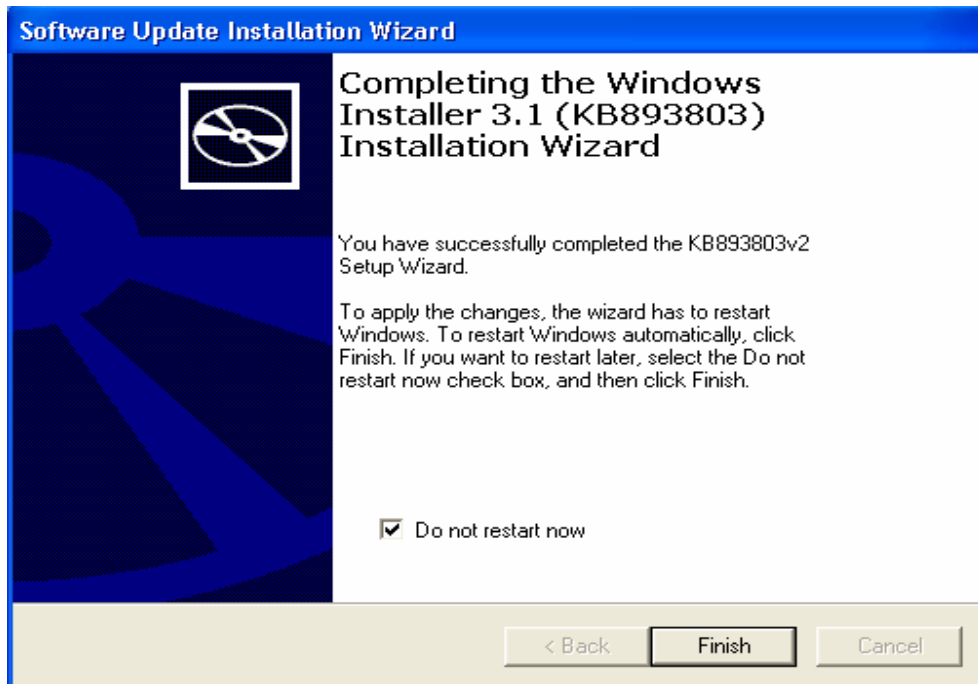 Software Update Installation Wizard
Completing the Windows
Installer 3.1 (KB893803)
Installation Wizard
You have successfully completed the KB893803v2
Setup Wizard.
To apply the changes, the wizard has to restart
Windows. To restart Windows automatically, click
Finish. If you want to restart later, select the Do not
restart now check box, and then click Finish.
Do not restart now
< Back Finish Cancel